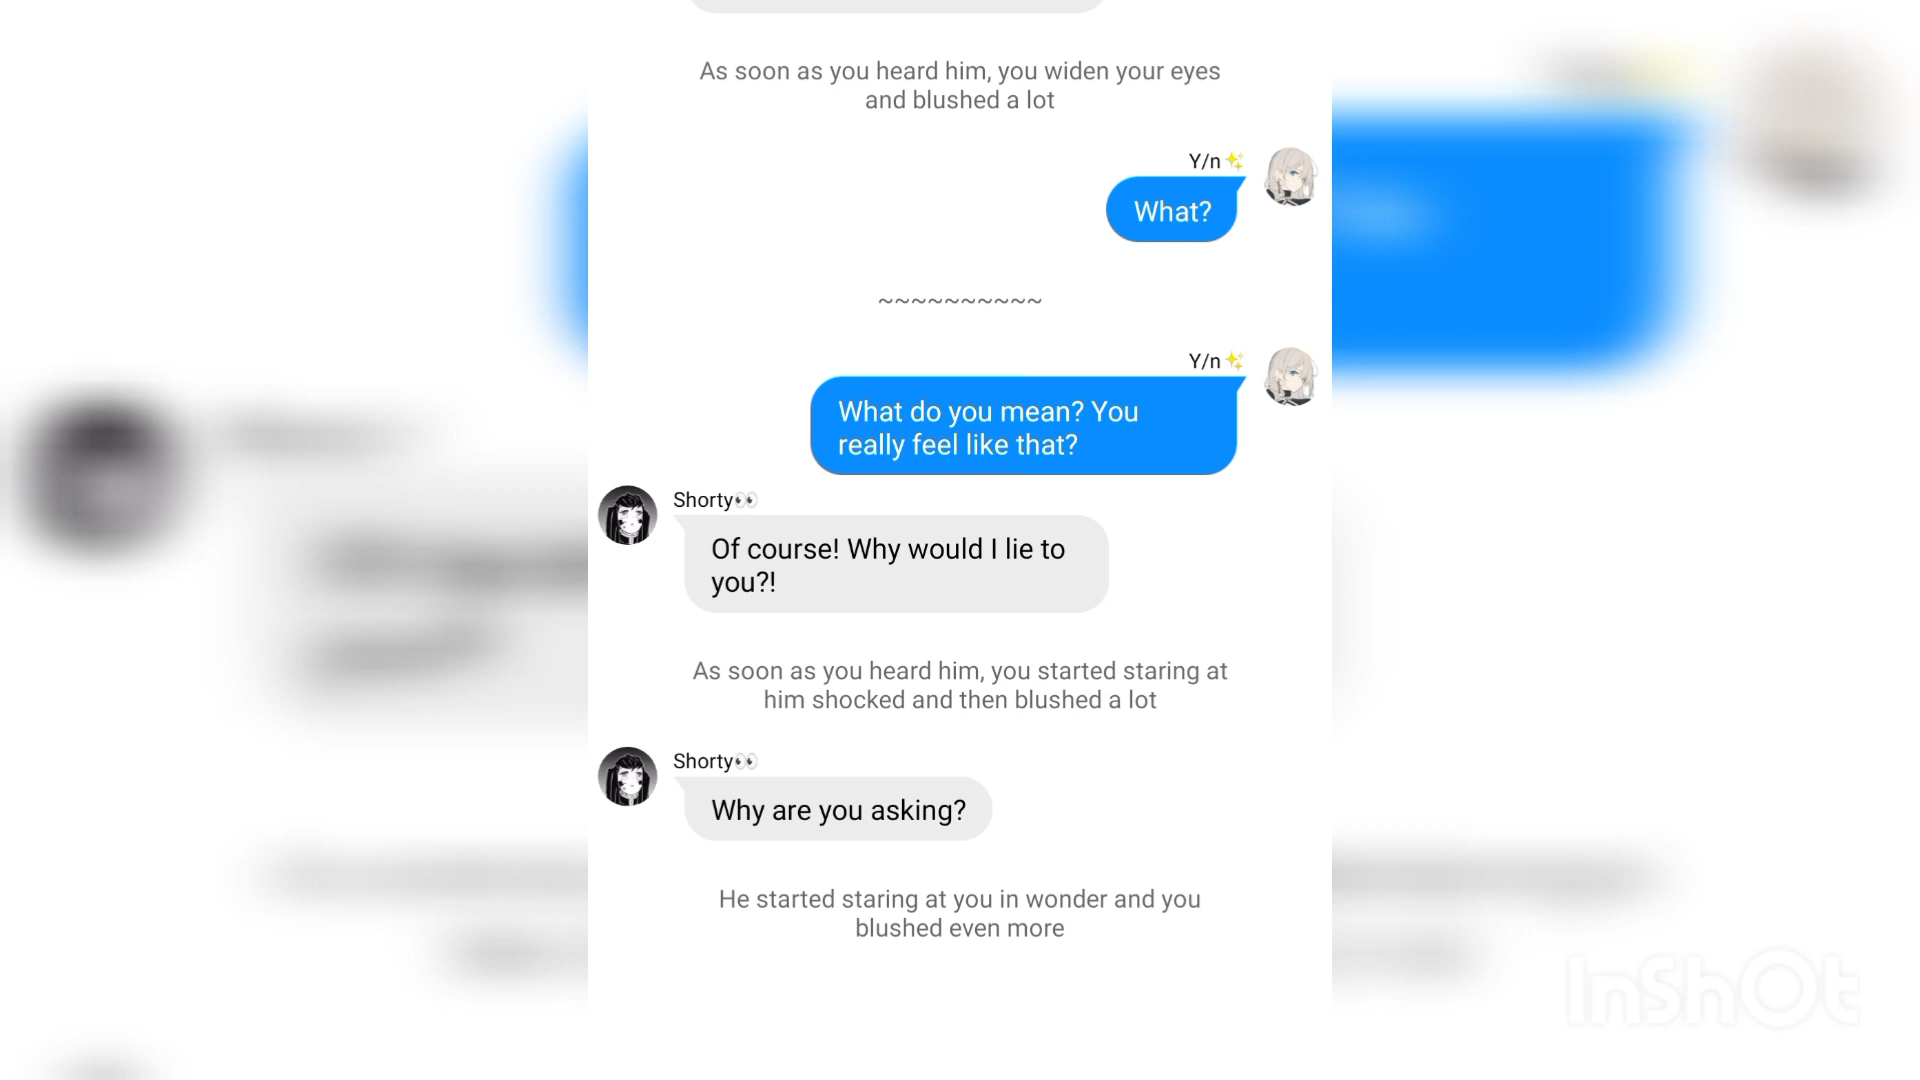 As soon as you heard him, you widen your eyes
and blushed a lot
Y/n✨
What?
~~~~~~~~~~
Y/n✨
What do you mean? You
really feel like that?
Shorty👀
Of course! Why would I lie to
you?!
As soon as you heard him, you started staring at
him shocked and then blushed a lot
Shorty👀
Why are you asking?
He started staring at you in wonder and you
blushed even more
InShOt